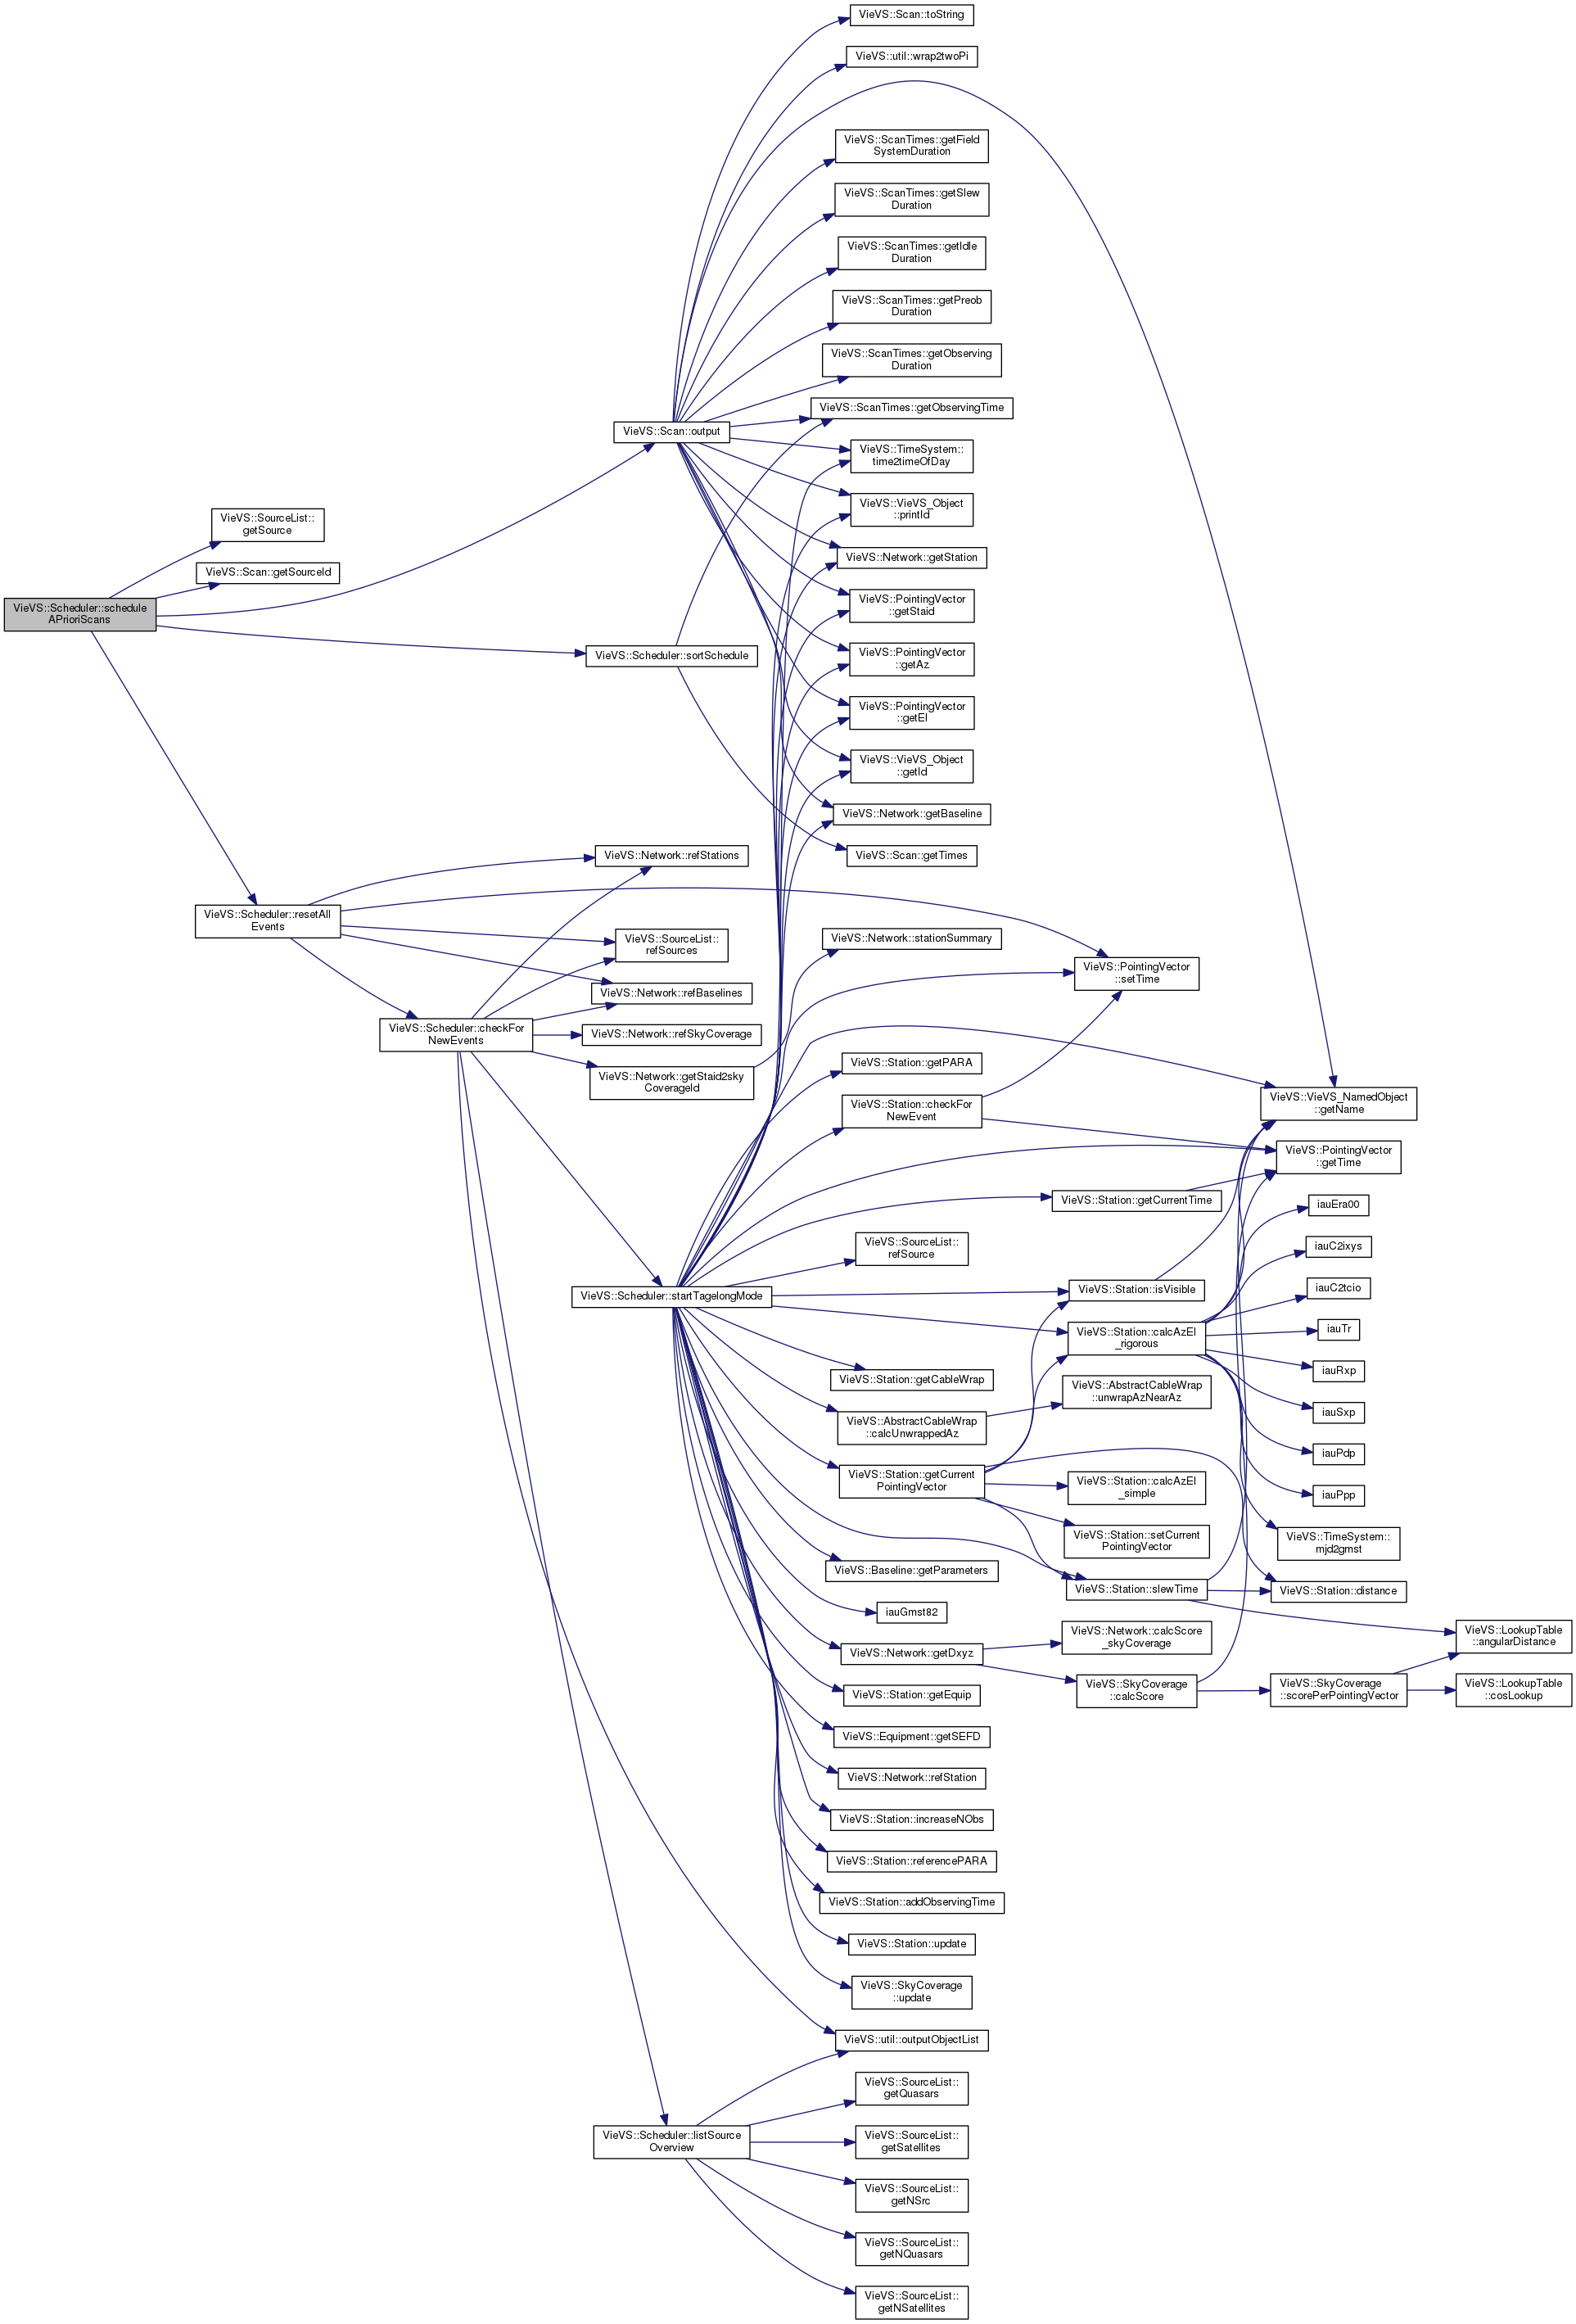 VieVS::Scan::toString
VieVS::util::wrap2twoPi
VieVS::ScanTimes::getField
SystemDuration
VieVS::ScanTimes::getSlew
Duration
VieVS::ScanTimes::getIdle
Duration
VieVS::ScanTimes::getPreob
Duration
VieVS::ScanTimes::getObserving
Duration
VieVS::ScanTimes::getObservingTime
VieVS::Scan::output
VieVS::TimeSystem::
time2timeOfDay
VieVS::VieVS_Object
::printId
VieVS::SourceList::
getSource
VieVS::Network::getStation
VieVS::Scan::getSourceId
VieVS::PointingVector
::getStaid
VieVS::Scheduler::schedule
APrioriScans
VieVS::Scheduler::sortSchedule
VieVS::PointingVector
::getAz
VieVS::PointingVector
::getEl
VieVS::VieVS_Object
::getId
VieVS::Network::getBaseline
VieVS::Network::refStations
VieVS::Scan::getTimes
VieVS::Scheduler::resetAll
Events
VieVS::SourceList::
refSources
VieVS::Network::stationSummary
VieVS::PointingVector
::setTime
VieVS::Network::refBaselines
VieVS::Scheduler::checkFor
NewEvents
VieVS::Network::refSkyCoverage
VieVS::Network::getStaid2sky
CoverageId
VieVS::Station::getPARA
VieVS::Station::checkFor
NewEvent
VieVS::VieVS_NamedObject
::getName
VieVS::PointingVector
::getTime
VieVS::Station::getCurrentTime
iauEra00
VieVS::SourceList::
refSource
iauC2ixys
VieVS::Scheduler::startTagelongMode
VieVS::Station::isVisible
iauC2tcio
VieVS::Station::calcAzEl
_rigorous
iauTr
VieVS::Station::getCableWrap
iauRxp
VieVS::AbstractCableWrap
::unwrapAzNearAz
VieVS::AbstractCableWrap
::calcUnwrappedAz
iauSxp
VieVS::Station::getCurrent
PointingVector
iauPdp
VieVS::Station::calcAzEl
_simple
iauPpp
VieVS::Station::setCurrent
PointingVector
VieVS::TimeSystem::
mjd2gmst
VieVS::Baseline::getParameters
VieVS::Station::slewTime
VieVS::Station::distance
iauGmst82
VieVS::Network::calcScore
_skyCoverage
VieVS::LookupTable
::angularDistance
VieVS::Network::getDxyz
VieVS::SkyCoverage
::calcScore
VieVS::SkyCoverage
::scorePerPointingVector
VieVS::LookupTable
::cosLookup
VieVS::Station::getEquip
VieVS::Equipment::getSEFD
VieVS::Network::refStation
VieVS::Station::increaseNObs
VieVS::Station::referencePARA
VieVS::Station::addObservingTime
VieVS::Station::update
VieVS::SkyCoverage
::update
VieVS::util::outputObjectList
VieVS::SourceList::
getQuasars
VieVS::Scheduler::listSource
Overview
VieVS::SourceList::
getSatellites
VieVS::SourceList::
getNSrc
VieVS::SourceList::
getNQuasars
VieVS::SourceList::
getNSatellites